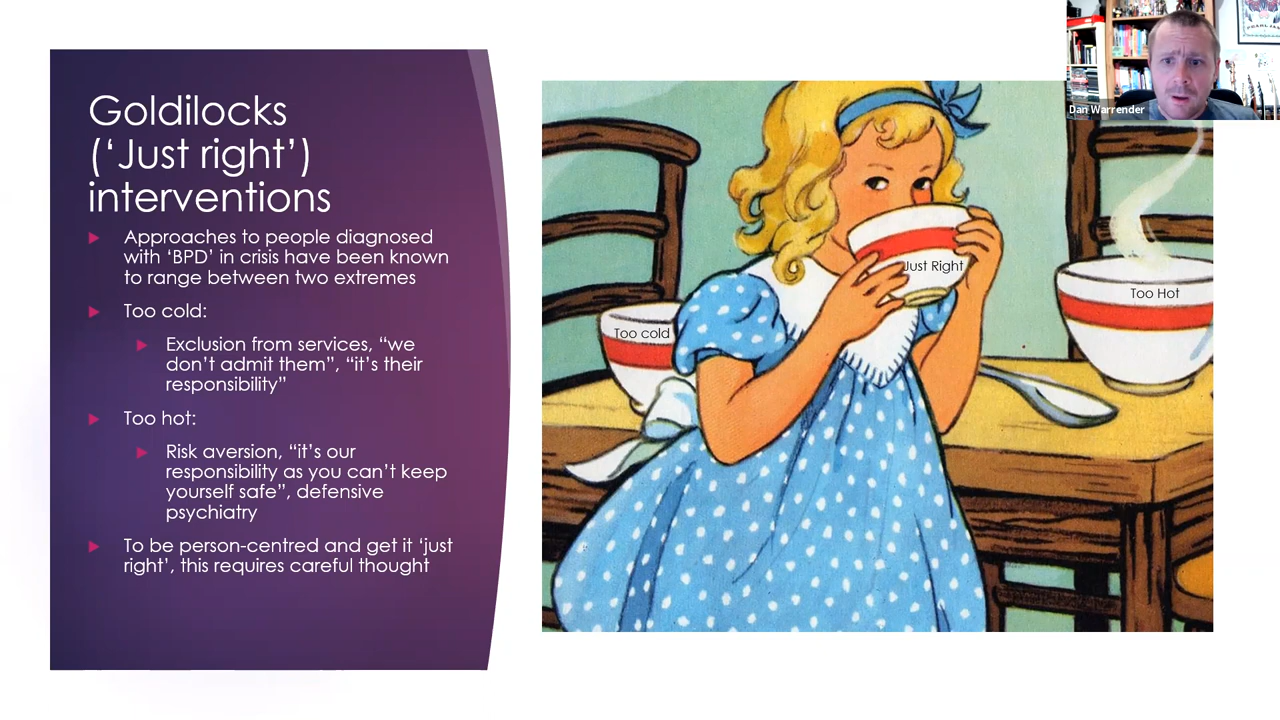 Goldilocks
(‘Just right’)
interventions
Approaches to people diagnosed
with ‘BPD’ in crisis have been known
to range between two extremes
Too cold:
Exclusion from services, “we
don’t admit them”, “it’s their
responsibility”
Too hot:
Risk aversion, “it’s our
responsibility as you can’t keep
yourself safe”, defensive
psychiatry
To be person-centred and get it ‘just
right’, this requires careful thought
Just Right
Too Hot
Too cold
Dan Warrender